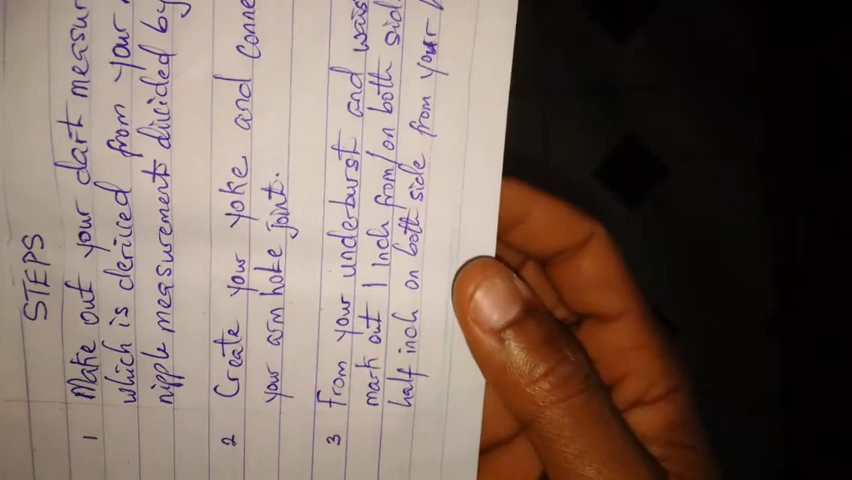 STEPS
1 Make out your dart measur
which is derived from your
nipple measurement divided by
2 Create your yoke and conne
your arm hole joint.
3 From your underburst and wais
mark out 1 inch from/on both sid
half inch on both side from your